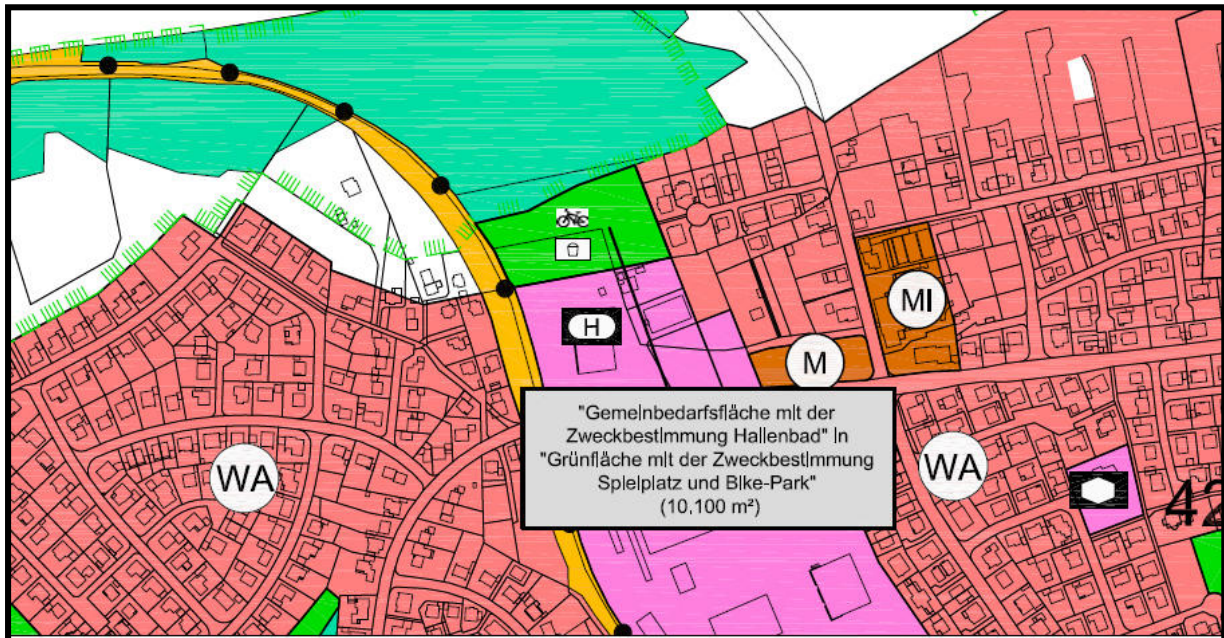 MI
H
M
"Gemeinbedarfsfläche mit der
Zweckbestimmung Hallenbad" in
"Grünfläche mit der Zweckbestimmung
Spielplatz und Bike-Park"
(10.100 m²)
WA
WA
42